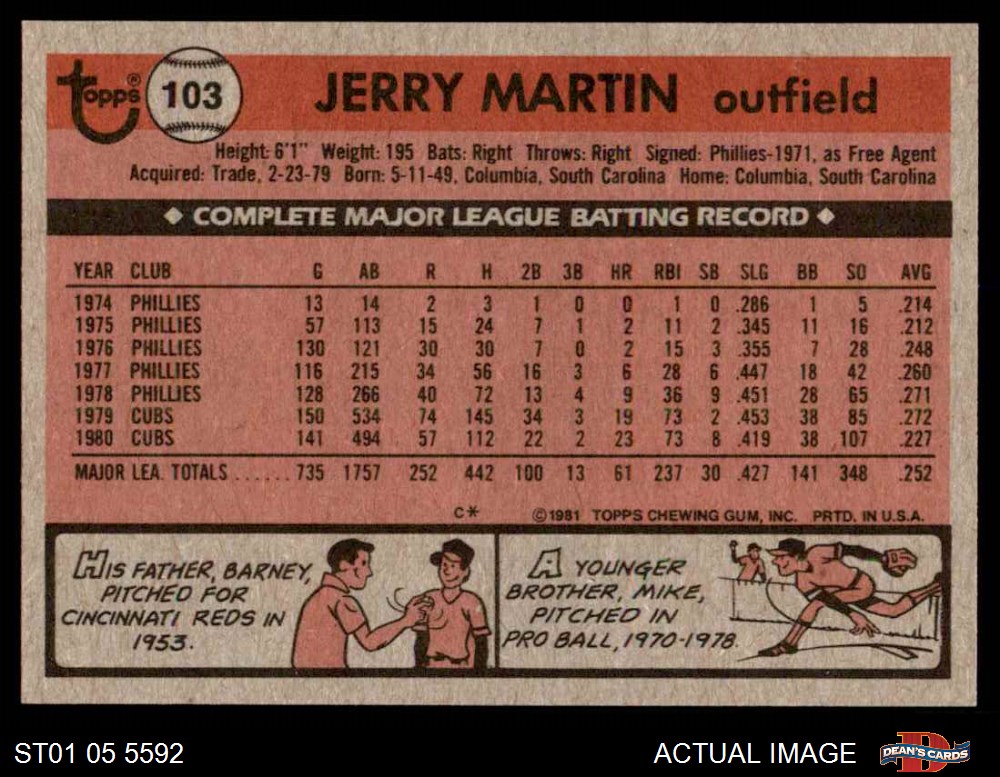 Topps® 103 JERRY MARTIN outfield
Height: 6'1" Weight: 195 Bats: Right Throws: Right Signed: Phillies-1971, as Free Agent
Acquired: Trade, 2-23-79 Born: 5-11-49, Columbia, South Carolina Home: Columbia, South Carolina
◆ COMPLETE MAJOR LEAGUE BATTING RECORD ◆
YEAR CLUB G AB R H 2B 3B HR RBI SB SLG BB SO AVG
1974 PHILLIES 13 14 2 3 1 0 0 1 0 .286 1 5 .214
1975 PHILLIES 57 113 15 24 7 1 2 11 2 .345 11 16 .212
1976 PHILLIES 130 121 30 30 7 0 2 15 3 .355 7 28 .248
1977 PHILLIES 116 215 34 56 16 3 6 28 6 .447 18 42 .260
1978 PHILLIES 128 266 40 72 13 4 9 36 9 .451 28 65 .271
1979 CUBS 150 534 74 145 34 3 19 73 2 .453 38 85 .272
1980 CUBS 141 494 57 112 22 2 23 73 8 .419 38 107 .227
MAJOR LEA. TOTALS ...... 735 1757 252 442 100 13 61 237 30 .427 141 348 .252
C* ©1981 TOPPS CHEWING GUM, INC. PRTD. IN U.S.A.
HIS FATHER, BARNEY,
PITCHED FOR
CINCINNATI REDS IN
1953.
A YOUNGER
BROTHER, MIKE,
PITCHED IN
PRO BALL, 1970-1978.
ST01 05 5592 ACTUAL IMAGE D DEAN'S CARDS